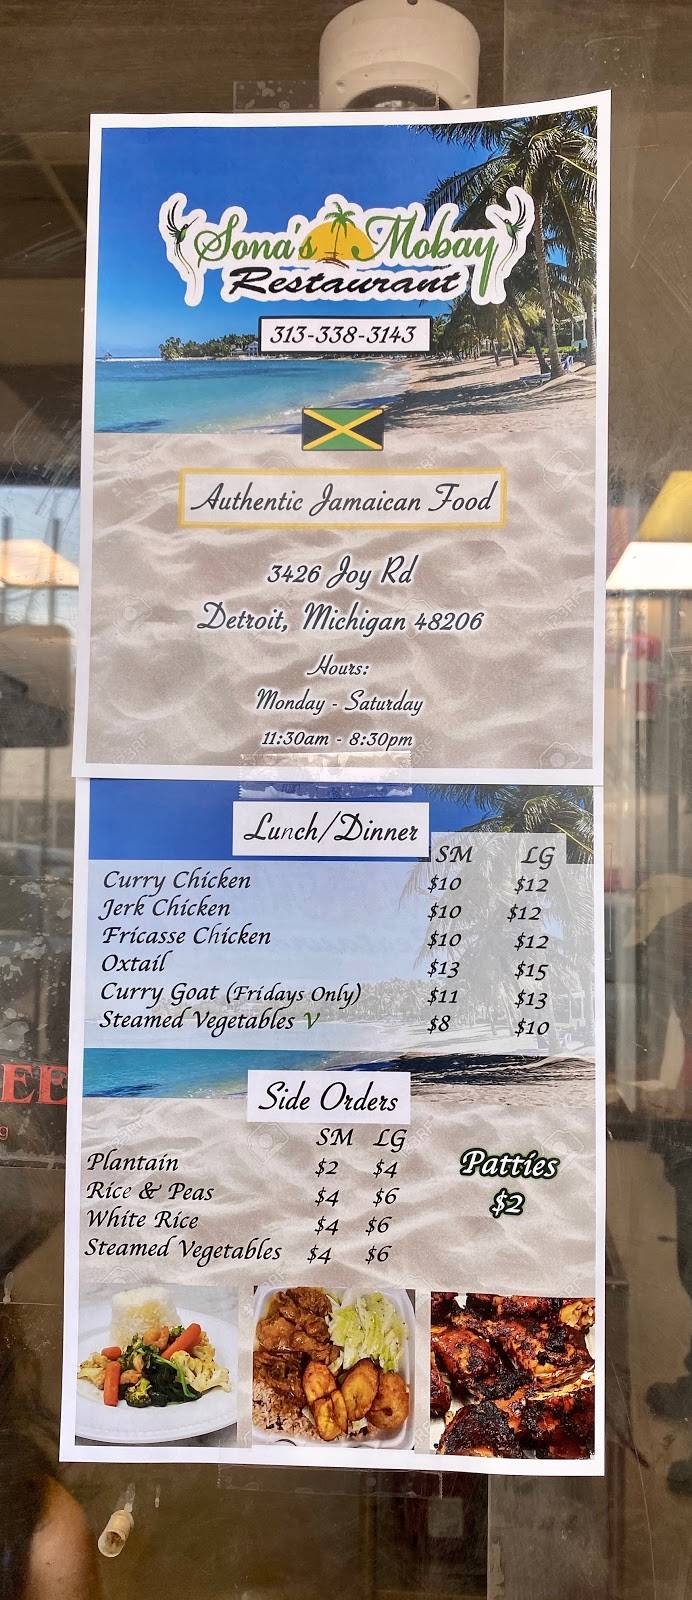 Sona's Mobay
Restaurant
313-338-3143
Authentic Jamaican Food
3426 Joy Rd
Detroit, Michigan 48206
Hours:
Monday - Saturday
11:30am - 8:30pm
Lunch/Dinner
SM LG
Curry Chicken $10 $12
Jerk Chicken $10 $12
Fricasse Chicken $10 $12
Oxtail $13 $15
Curry Goat (Fridays Only) $11 $13
Steamed Vegetables V $8 $10
Side Orders
SM LG
Plantain $2 $4
Rice & Peas $4 $6
White Rice $4 $6
Steamed Vegetables $4 $6
Patties
$2